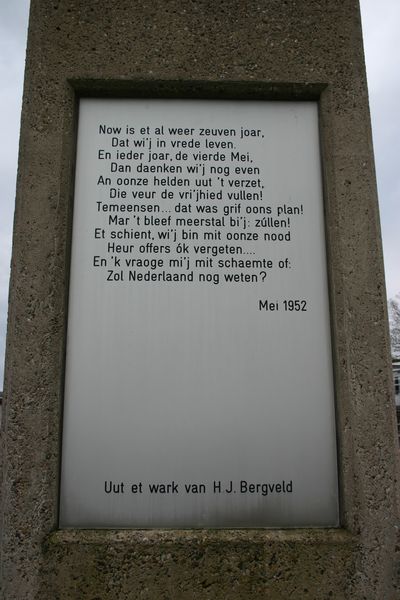 Now is et al weer zeuven joar,
Dat wi'j in vrede leven.
En ieder joar, de vierde Mei,
Dan daenken wi'j nog even
An oonze helden uut 't verzet,
Die veur de vri'jhied vullen!
Temeensen... dat was grif oons plan!
Mar 't bleef meerstal bi'j: zúllen!
Et schient, wi'j bin mit oonze nood
Heur offers ók vergeten....
En 'k vraoge mi'j mit schaemte of:
Zol Nederlaand nog weten?
Mei 1952
Uut et wark van H.J. Bergveld